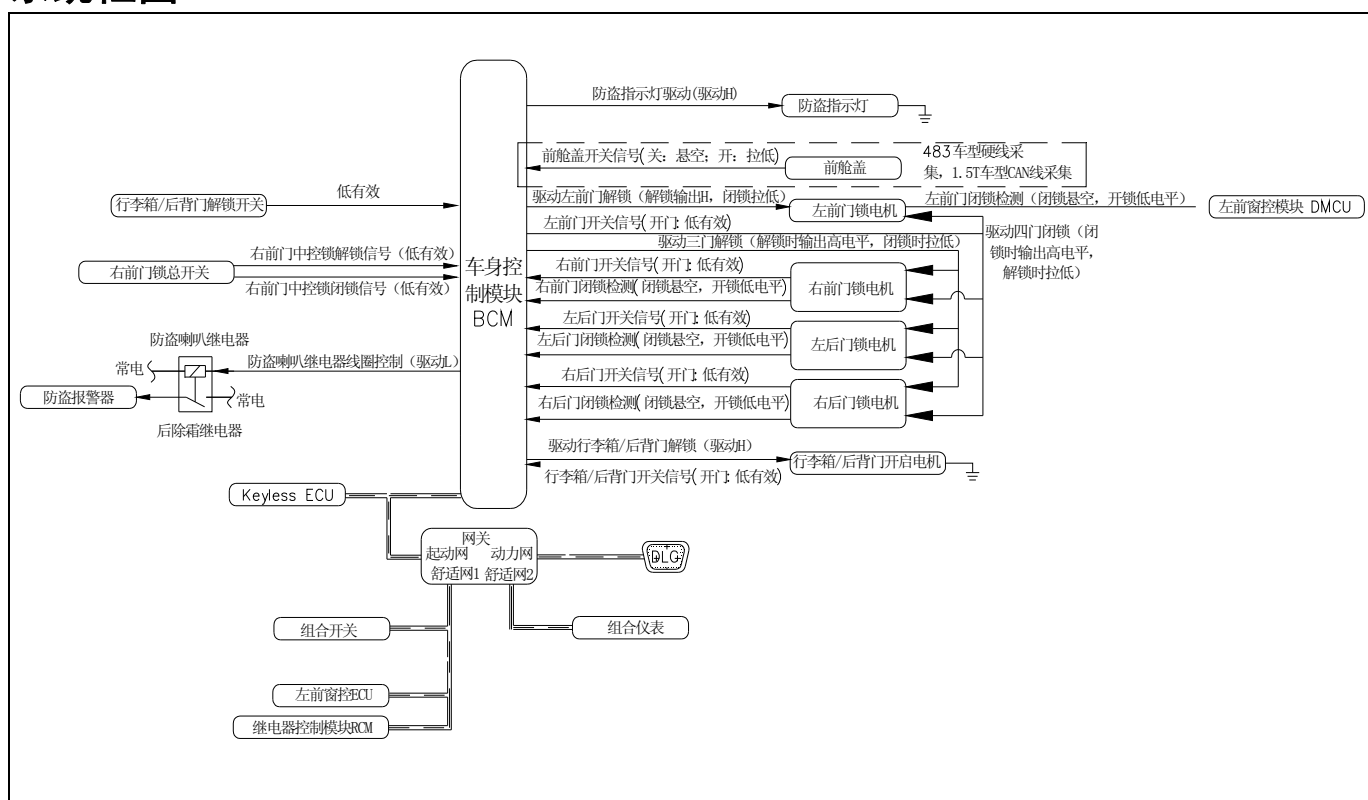 防盗指示灯驱动(驱动H)
防盗指示灯
前舱盖开关信号(关：悬空；开：拉低)
前舱盖
483车型硬线采
集，1.5T车型CAN线采集
低有效
行李箱/后背门解锁开关
驱动左前门解锁（解锁输出H，闭锁拉低）
左前门锁电机
左前门闭锁检测（闭锁悬空，开锁低电平）
左前窗控模块 DMCU
左前门开关信号(开门:低有效)
驱动四门闭锁（闭
锁时输出高电平，
解锁时拉低）
驱动三门解锁（解锁时输出高电平，闭锁时拉低）
右前门中控锁解锁信号（低有效）
右前门锁总开关
右前门中控锁闭锁信号（低有效）
车身控
制模块
BCM
右前门开关信号(开门:低有效)
右前门闭锁检测(闭锁悬空，开锁低电平)
右前门锁电机
左后门开关信号(开门:低有效)
左后门闭锁检测(闭锁悬空，开锁低电平)
左后门锁电机
防盗喇叭继电器
防盗喇叭继电器线圈控制（驱动L）
常电
常电
防盗报警器
后除霜继电器
右后门开关信号(开门:低有效)
右后门闭锁检测(闭锁悬空，开锁低电平)
右后门锁电机
驱动行李箱/后背门解锁（驱动H）
行李箱/后背门开启电机
行李箱/后背门开关信号(开门:低有效)
Keyless ECU
网关
起动网 动力网
舒适网1 舒适网2
DLC
组合开关
组合仪表
左前窗控ECU
继电器控制模块RCM